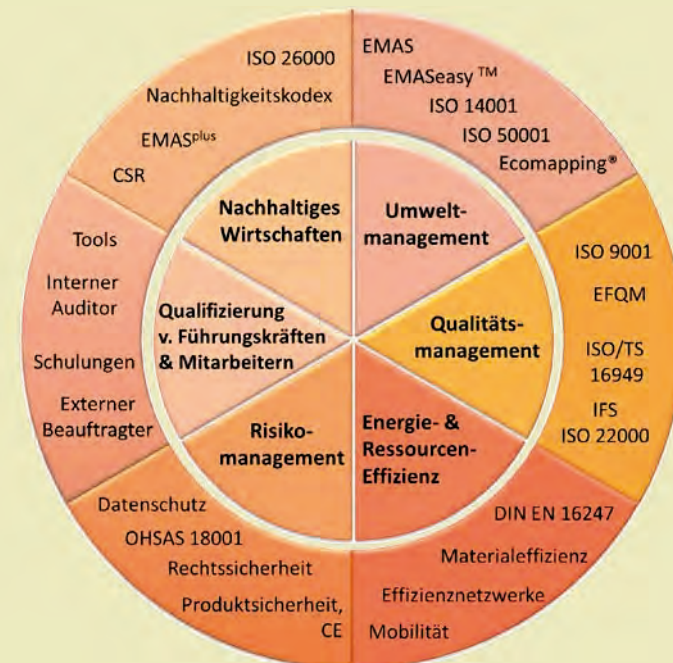 ISO 26000
Nachhaltigkeitskodex
EMASplus
CSR
EMAS
EMASeasy TM
ISO 14001
ISO 50001
Ecomapping®
Nachhaltiges
Wirtschaften
Umwelt-
management
Tools
Interner
Auditor
Schulungen
Externer
Beauftragter
Qualifizierung
v. Führungskräften
& Mitarbeitern
Qualitäts-
management
ISO 9001
EFQM
ISO/TS
16949
IFS
ISO 22000
Risiko-
management
Energie- &
Ressourcen-
Effizienz
Datenschutz
OHSAS 18001
Rechtssicherheit
Produktsicherheit,
CE
DIN EN 16247
Materialeffizienz
Effizienznetzwerke
Mobilität